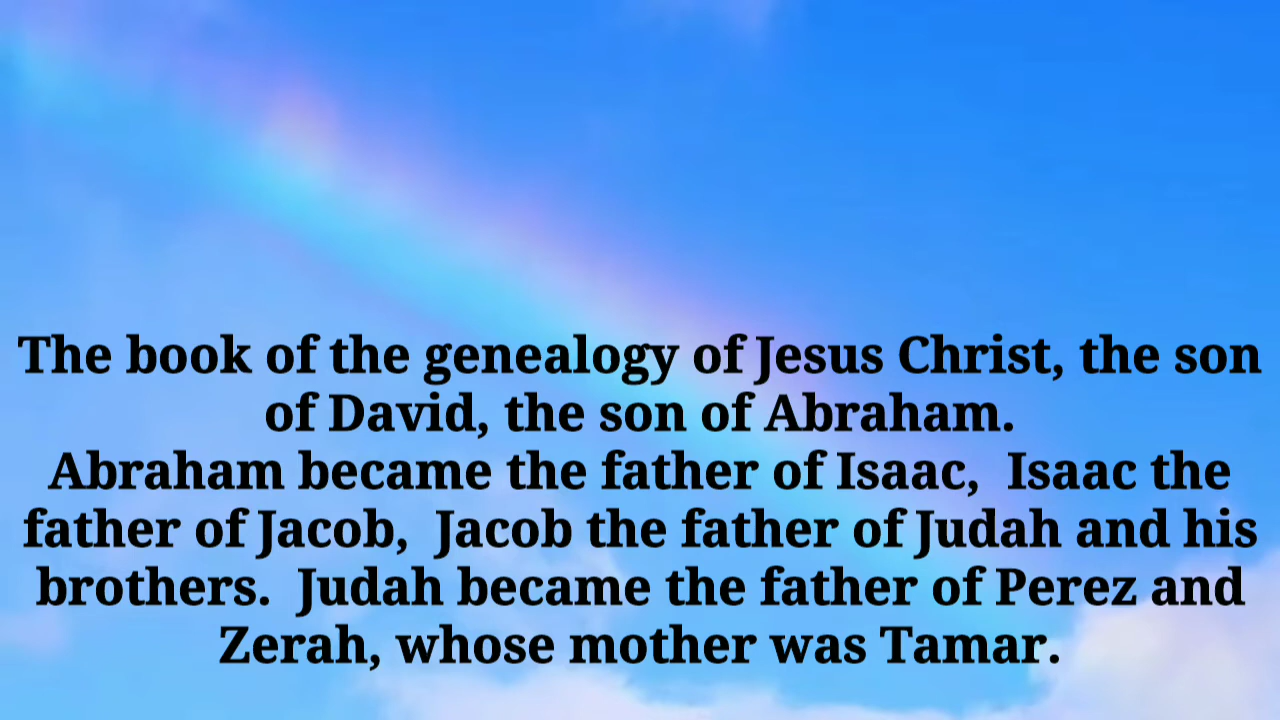 The book of the genealogy of Jesus Christ, the son
of David, the son of Abraham.
Abraham became the father of Isaac,  Isaac the
father of Jacob,  Jacob the father of Judah and his
brothers.  Judah became the father of Perez and
Zerah, whose mother was Tamar.